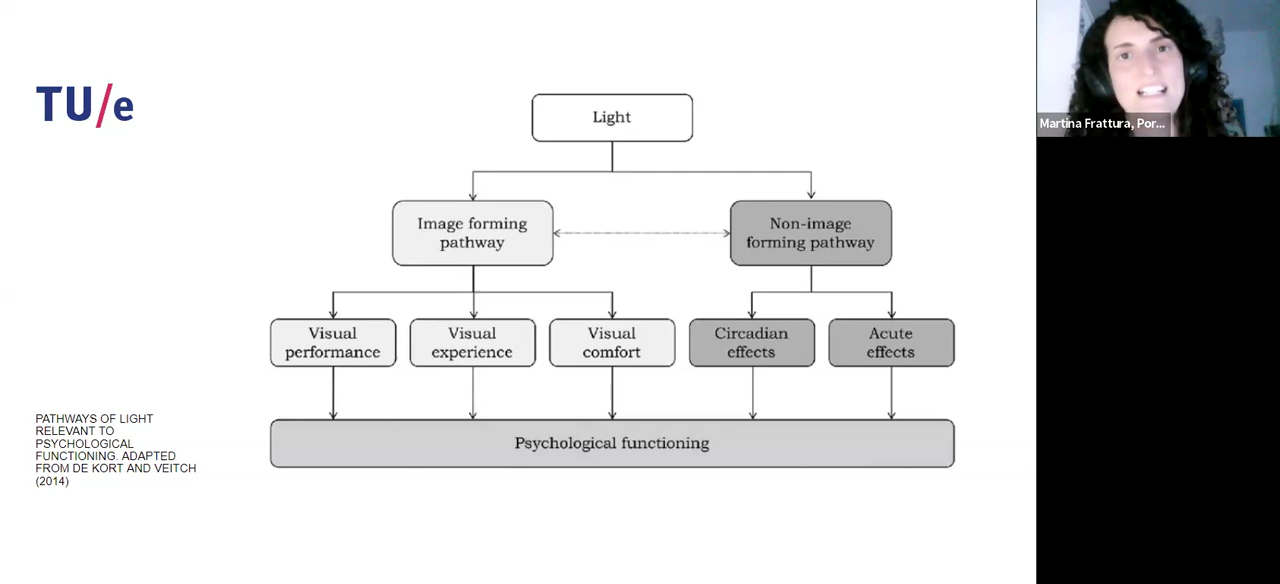 TU/e
Light
Image forming
pathway
Non-image
forming pathway
Visual
performance
Visual
experience
Visual
comfort
Circadian
effects
Acute
effects
Psychological functioning
PATHWAYS OF LIGHT
RELEVANT TO
PSYCHOLOGICAL
FUNCTIONING. ADAPTED
FROM DE KORT AND VEITCH
(2014)
Martina Frattura, Por...